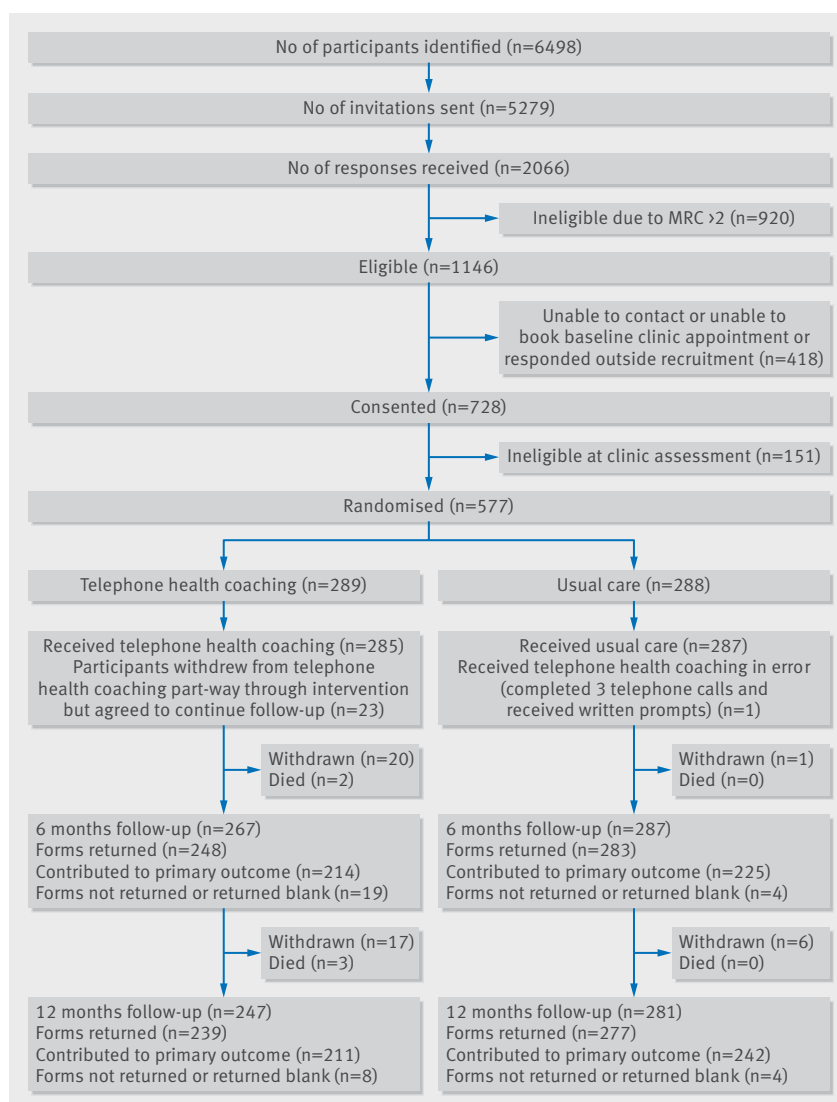 No of participants identified (n=6498)
No of invitations sent (n=5279)
No of responses received (n=2066)
Ineligible due to MRC >2 (n=920)
Eligible (n=1146)
Unable to contact or unable to
book baseline clinic appointment or
responded outside recruitment (n=418)
Consented (n=728)
Ineligible at clinic assessment (n=151)
Randomised (n=577)
Telephone health coaching (n=289)
Usual care (n=288)
Received telephone health coaching (n=285)
Participants withdrew from telephone
health coaching part-way through intervention
but agreed to continue follow-up (n=23)
Received usual care (n=287)
Received telephone health coaching in error
(completed 3 telephone calls and
received written prompts) (n=1)
Withdrawn (n=20)
Died (n=2)
Withdrawn (n=1)
Died (n=0)
6 months follow-up (n=267)
Forms returned (n=248)
Contributed to primary outcome (n=214)
Forms not returned or returned blank (n=19)
6 months follow-up (n=287)
Forms returned (n=283)
Contributed to primary outcome (n=225)
Forms not returned or returned blank (n=4)
Withdrawn (n=17)
Died (n=3)
Withdrawn (n=6)
Died (n=0)
12 months follow-up (n=247)
Forms returned (n=239)
Contributed to primary outcome (n=211)
Forms not returned or returned blank (n=8)
12 months follow-up (n=281)
Forms returned (n=277)
Contributed to primary outcome (n=242)
Forms not returned or returned blank (n=4)